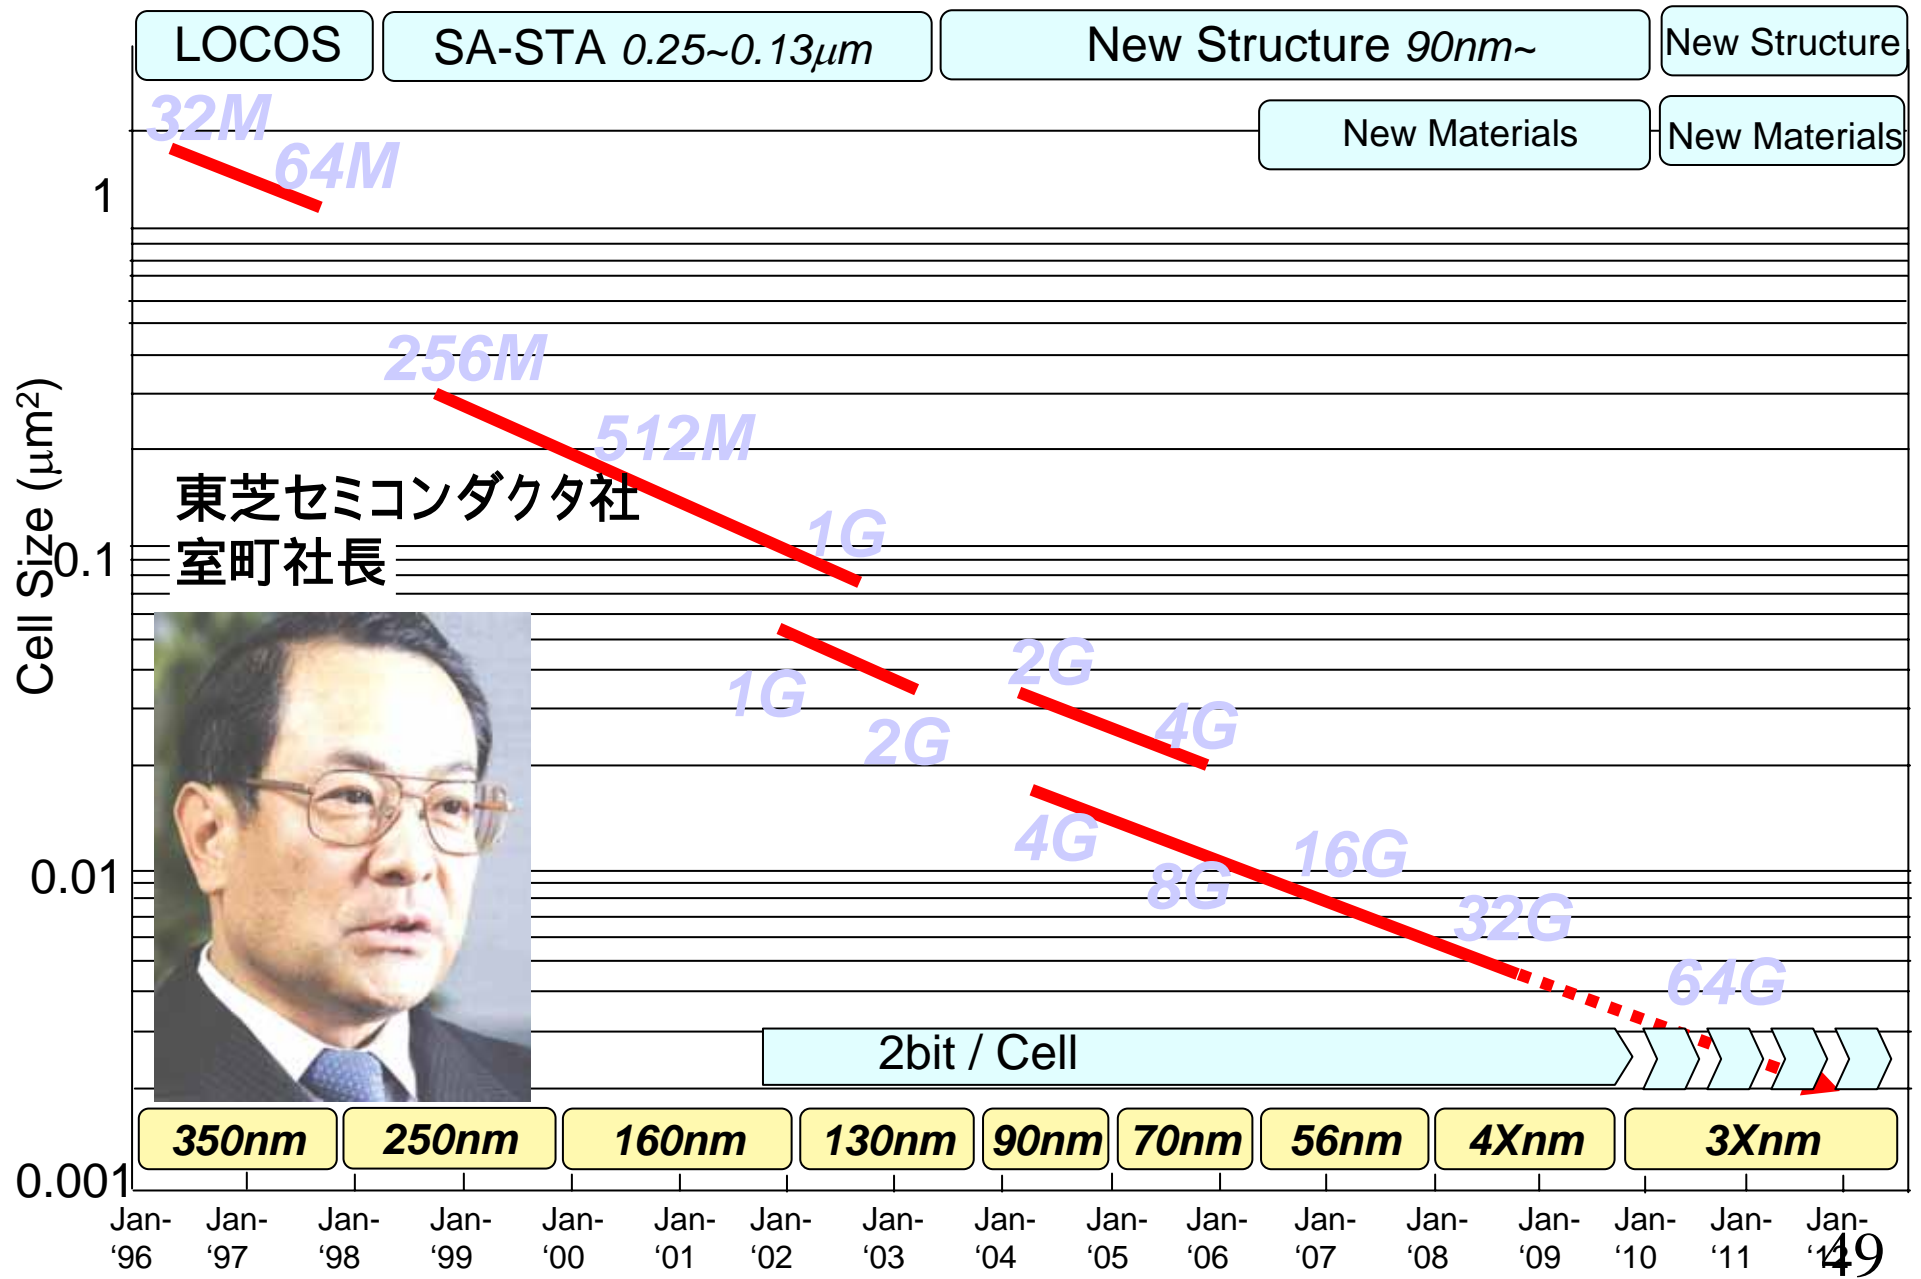 LOCOS
SA-STA 0.25~0.13μm
New Structure 90nm~
New Structure
New Materials
New Materials
32M
64M
1
256M
512M
Cell Size (μm²)
東芝セミコンダクタ社
室町社長
1G
0.1
1G
2G
2G
4G
4G
8G
16G
0.01
32G
64G
2bit / Cell
350nm
250nm
160nm
130nm
90nm
70nm
56nm
4Xnm
3Xnm
0.001
Jan-‘96
Jan-‘97
Jan-‘98
Jan-‘99
Jan-‘00
Jan-‘01
Jan-‘02
Jan-‘03
Jan-‘04
Jan-‘05
Jan-‘06
Jan-‘07
Jan-‘08
Jan-‘09
Jan-‘10
Jan-‘11
Jan-‘12
49